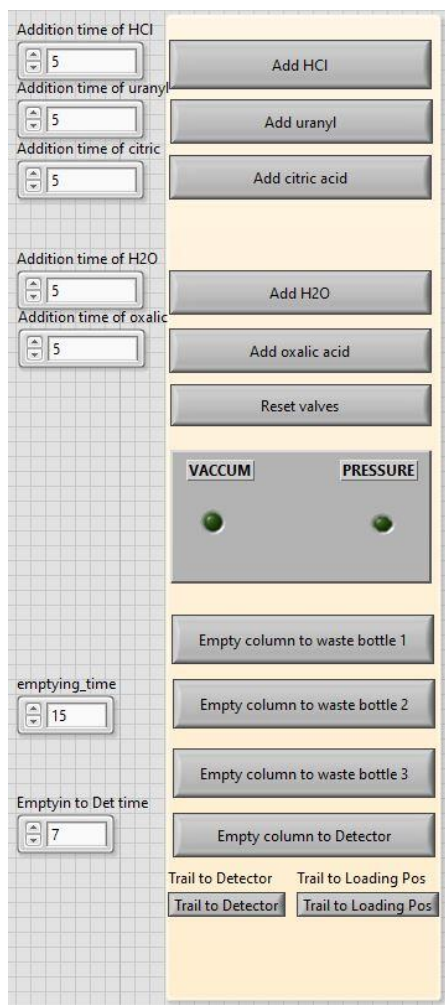 Addition time of HCl
5
Add HCl
Addition time of uranyl
5
Add uranyl
Addition time of citric
5
Add citric acid
Addition time of H2O
5
Add H2O
Addition time of oxalic
5
Add oxalic acid
Reset valves
VACCUM PRESSURE
Empty column to waste bottle 1
emptying_time
15
Empty column to waste bottle 2
Empty column to waste bottle 3
Emptyin to Det time
7
Empty column to Detector
Trail to Detector Trail to Loading Pos
Trail to Detector Trail to Loading Pos